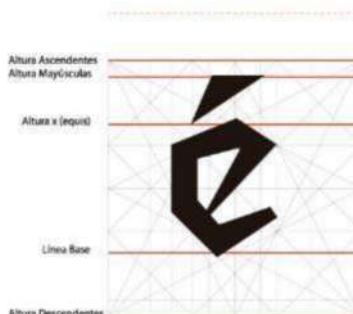 Altura Ascendentes
Altura Mayúsculas
Altura x (equis)
é
Línea Base
Altura Descendentes